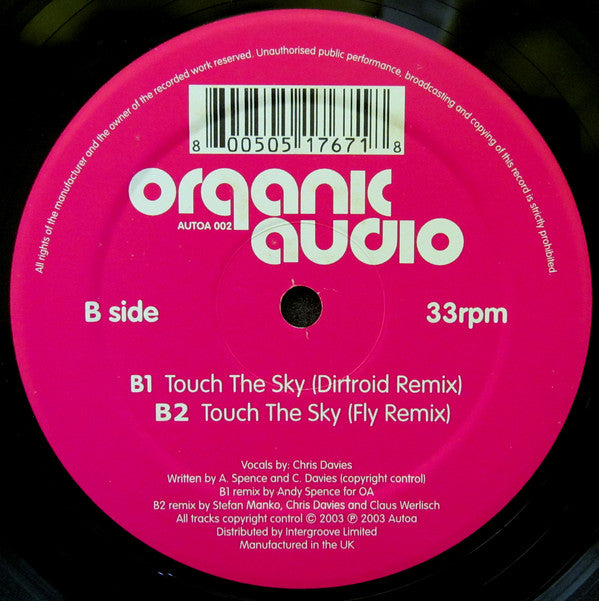 All rights of the manufacturer and the owner of the recorded work reserved. Unauthorised public performance, broadcasting and copying of this record is strictly prohibited.
8 00505 17671 8
organic
AUTOA 002
audio
B side
33rpm
B1 Touch The Sky (Dirtroid Remix)
B2 Touch The Sky (Fly Remix)
Vocals by: Chris Davies
Written by A. Spence and C. Davies (copyright control)
B1 remix by Andy Spence for OA
B2 remix by Stefan Manko, Chris Davies and Claus Werlisch
All tracks copyright control © 2003 ℗ 2003 Autoa
Distributed by Intergroove Limited
Manufactured in the UK